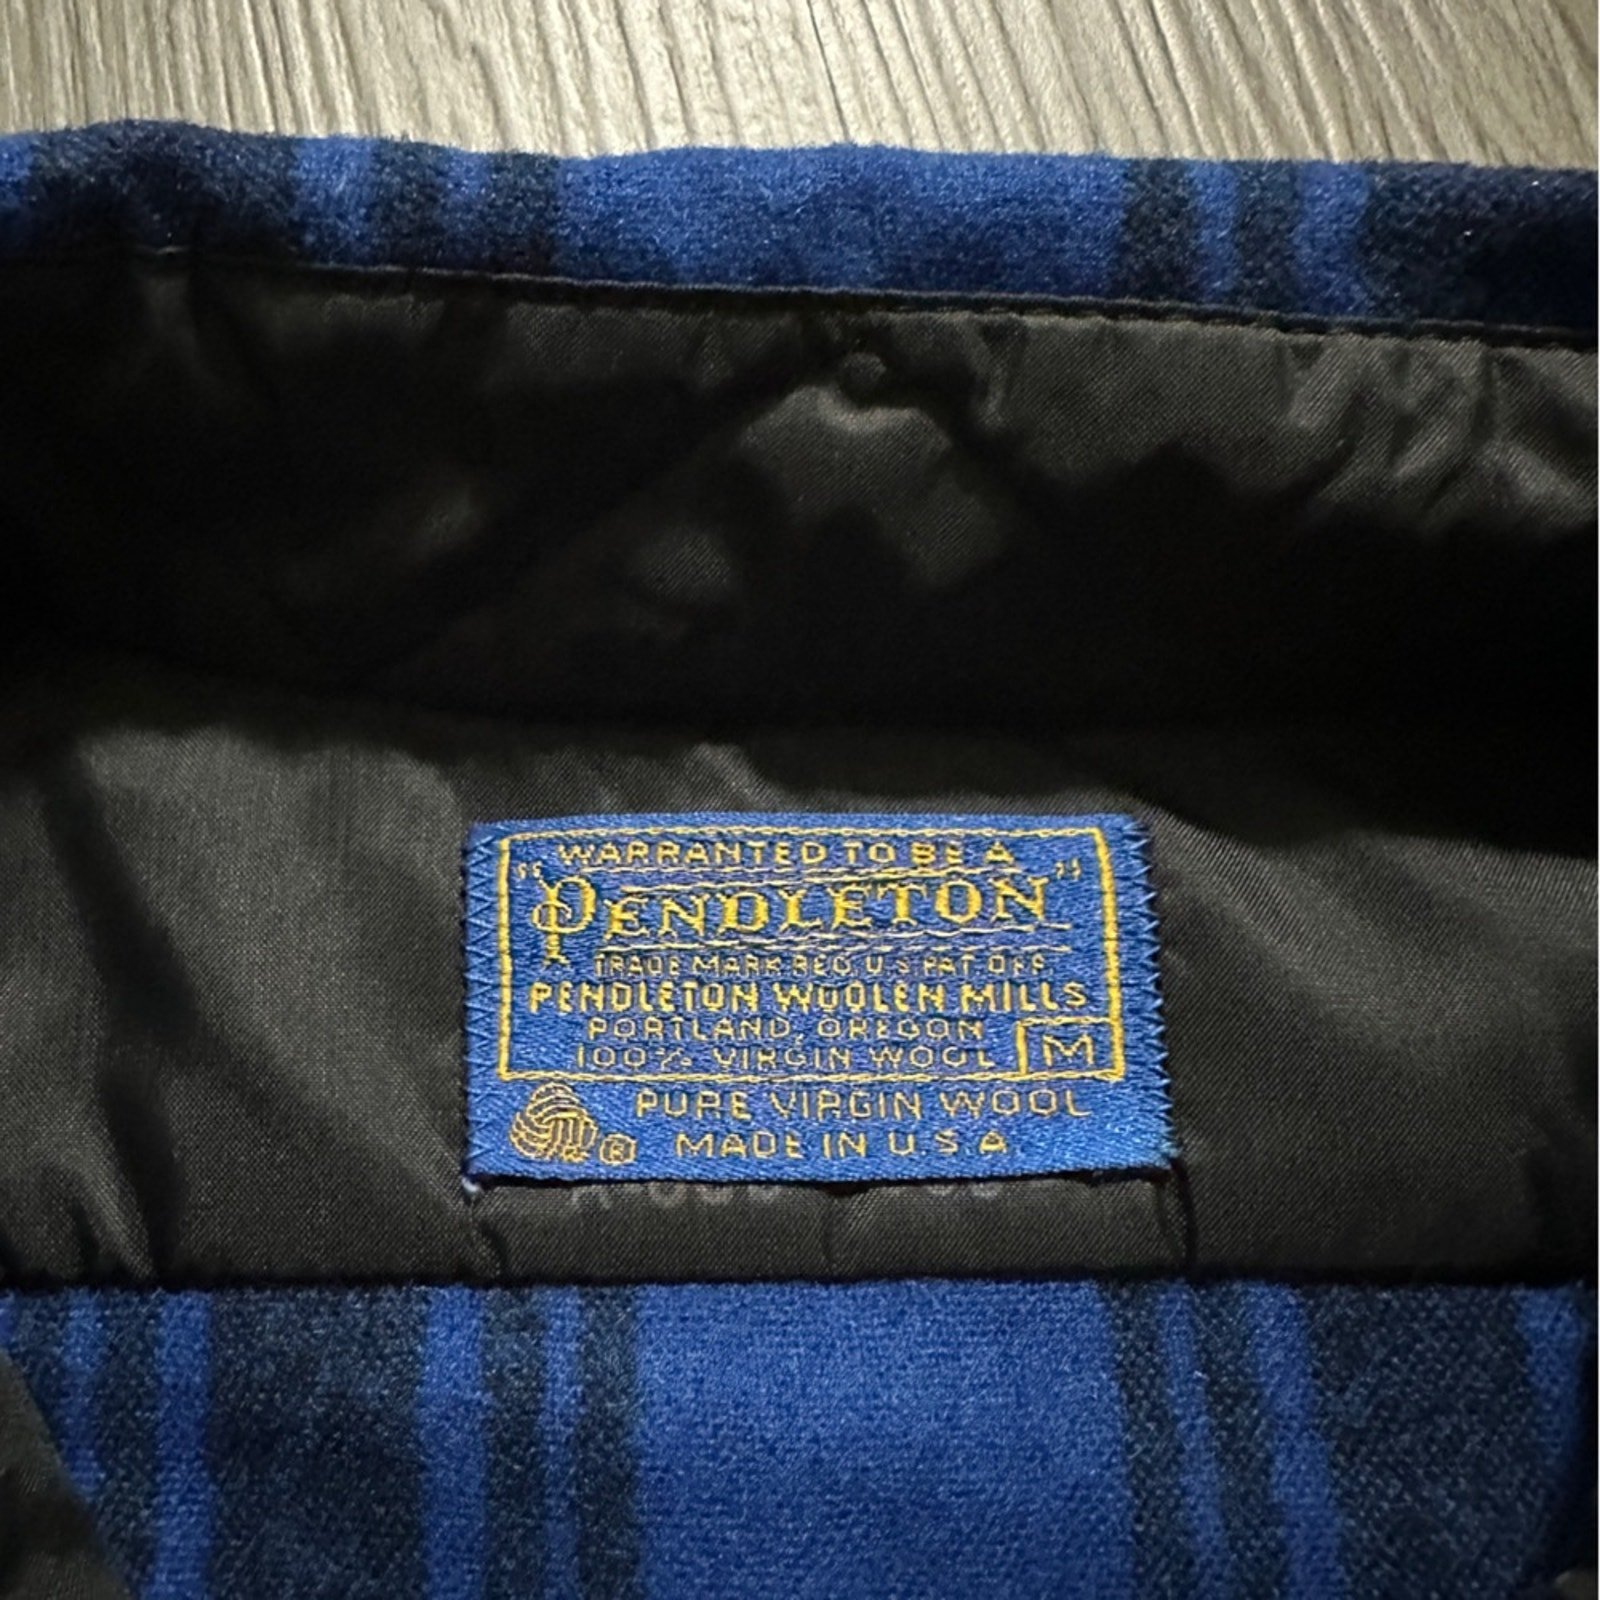 WARRANTED TO BE A
"PENDLETON"
TRADE MARK REG. U.S. PAT. OFF.
PENDLETON WOOLEN MILLS
PORTLAND, OREGON
100% VIRGIN WOOL M
PURE VIRGIN WOOL
® MADE IN U.S.A.